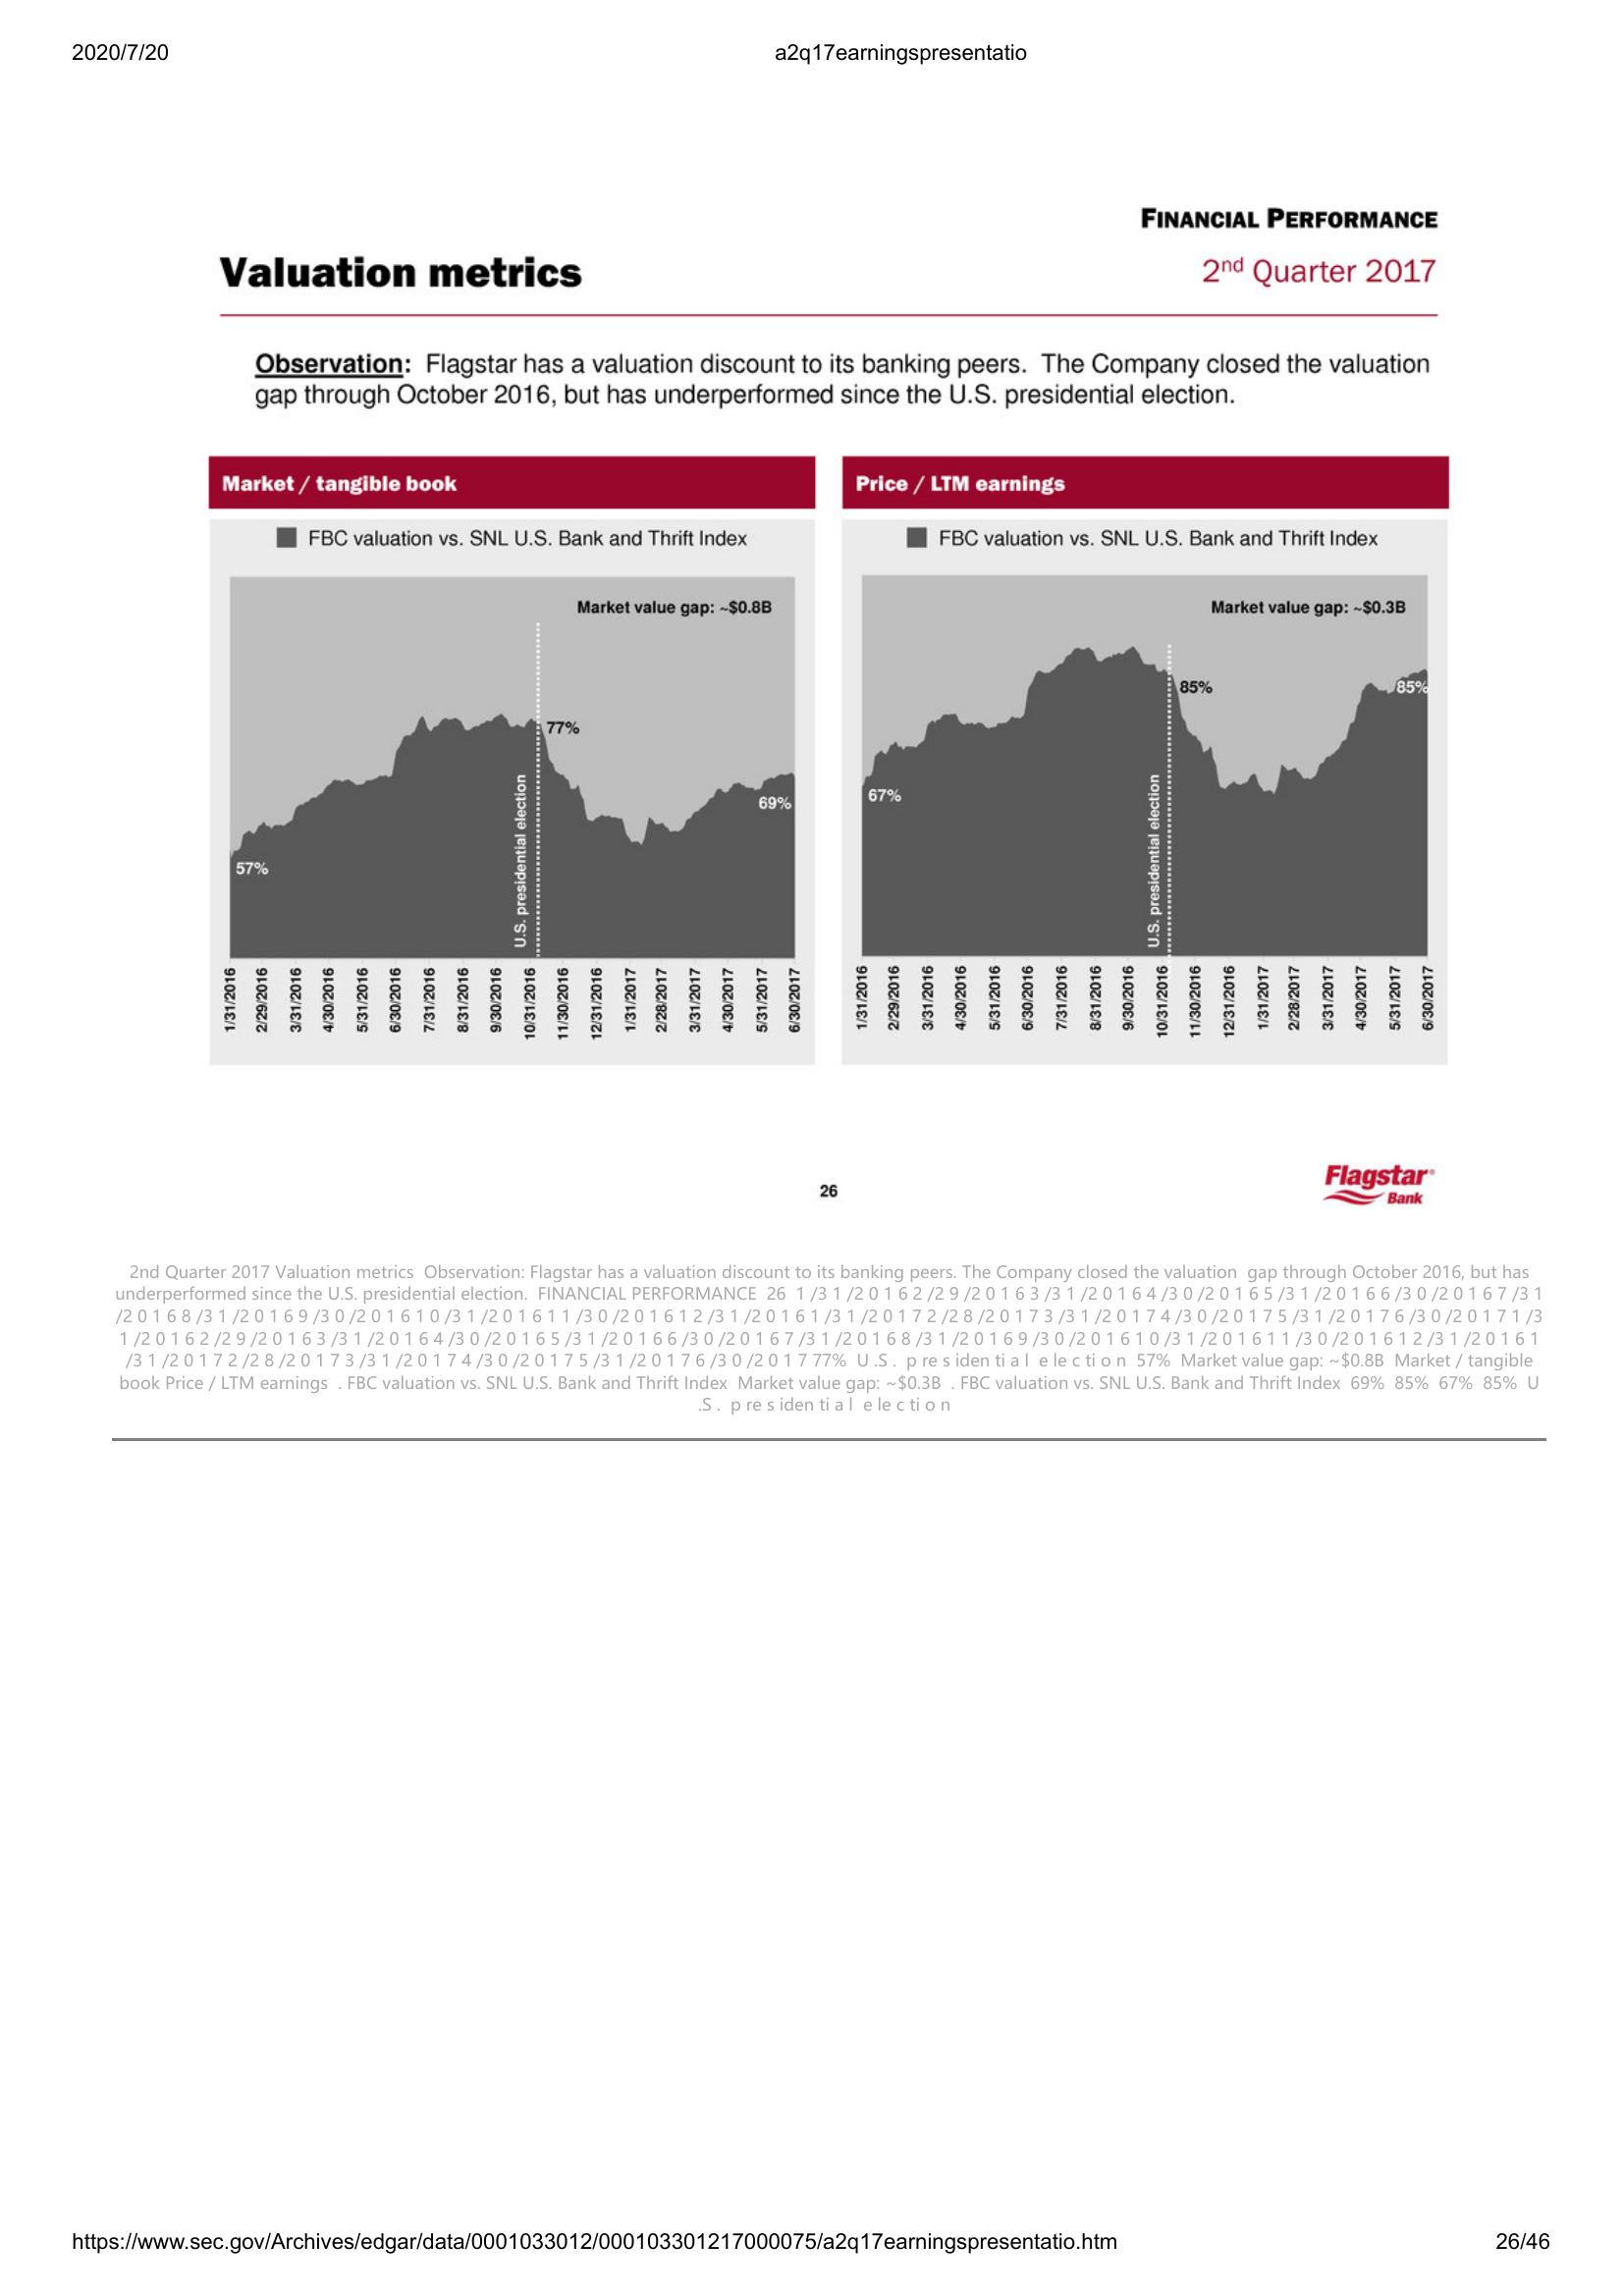 2020/7/20
a2q17earningspresentatio
FINANCIAL PERFORMANCE
Valuation metrics
2nd Quarter 2017
Observation: Flagstar has a valuation discount to its banking peers. The Company closed the valuation
gap through October 2016, but has underperformed since the U.S. presidential election.
Market / tangible book
FBC valuation vs. SNL U.S. Bank and Thrift Index
Market value gap: ~$0.8B
77%
69%
57%
U.S. presidential election
1/31/2016
2/29/2016
3/31/2016
4/30/2016
5/31/2016
6/30/2016
7/31/2016
8/31/2016
9/30/2016
10/31/2016
11/30/2016
12/31/2016
1/31/2017
2/28/2017
3/31/2017
4/30/2017
5/31/2017
6/30/2017
Price / LTM earnings
FBC valuation vs. SNL U.S. Bank and Thrift Index
Market value gap: ~$0.3B
85%
85%
67%
U.S. presidential election
1/31/2016
2/29/2016
3/31/2016
4/30/2016
5/31/2016
6/30/2016
7/31/2016
8/31/2016
9/30/2016
10/31/2016
11/30/2016
12/31/2016
1/31/2017
2/28/2017
3/31/2017
4/30/2017
5/31/2017
6/30/2017
26
Flagstar
Bank
2nd Quarter 2017 Valuation metrics Observation: Flagstar has a valuation discount to its banking peers. The Company closed the valuation gap through October 2016, but has
underperformed since the U.S. presidential election. FINANCIAL PERFORMANCE 26 1 /3 1 /2 0 1 6 2 /2 9 /2 0 1 6 3 /3 1 /2 0 1 6 4 /3 0 /2 0 1 6 5 /3 1 /2 0 1 6 6 /3 0 /2 0 1 6 7 /3 1
/2 0 1 6 8 /3 1 /2 0 1 6 9 /3 0 /2 0 1 6 1 0 /3 1 /2 0 1 6 1 1 /3 0 /2 0 1 6 1 2 /3 1 /2 0 1 6 1 /3 1 /2 0 1 7 2 /2 8 /2 0 1 7 3 /3 1 /2 0 1 7 4 /3 0 /2 0 1 7 5 /3 1 /2 0 1 7 6 /3 0 /2 0 1 7 1 /3
1 /2 0 1 6 2 /2 9 /2 0 1 6 3 /3 1 /2 0 1 6 4 /3 0 /2 0 1 6 5 /3 1 /2 0 1 6 6 /3 0 /2 0 1 6 7 /3 1 /2 0 1 6 8 /3 1 /2 0 1 6 9 /3 0 /2 0 1 6 1 0 /3 1 /2 0 1 6 1 1 /3 0 /2 0 1 6 1 2 /3 1 /2 0 1 6 1
/3 1 /2 0 1 7 2 /2 8 /2 0 1 7 3 /3 1 /2 0 1 7 4 /3 0 /2 0 1 7 5 /3 1 /2 0 1 7 6 /3 0 /2 0 1 7 77% U .S . p re s iden ti a l e le c ti o n 57% Market value gap: ~$0.8B Market / tangible
book Price / LTM earnings . FBC valuation vs. SNL U.S. Bank and Thrift Index Market value gap: ~$0.3B . FBC valuation vs. SNL U.S. Bank and Thrift Index 69% 85% 67% 85% U
.S . p re s iden ti a l e le c ti o n
https://www.sec.gov/Archives/edgar/data/0001033012/000103301217000075/a2q17earningspresentatio.htm
26/46